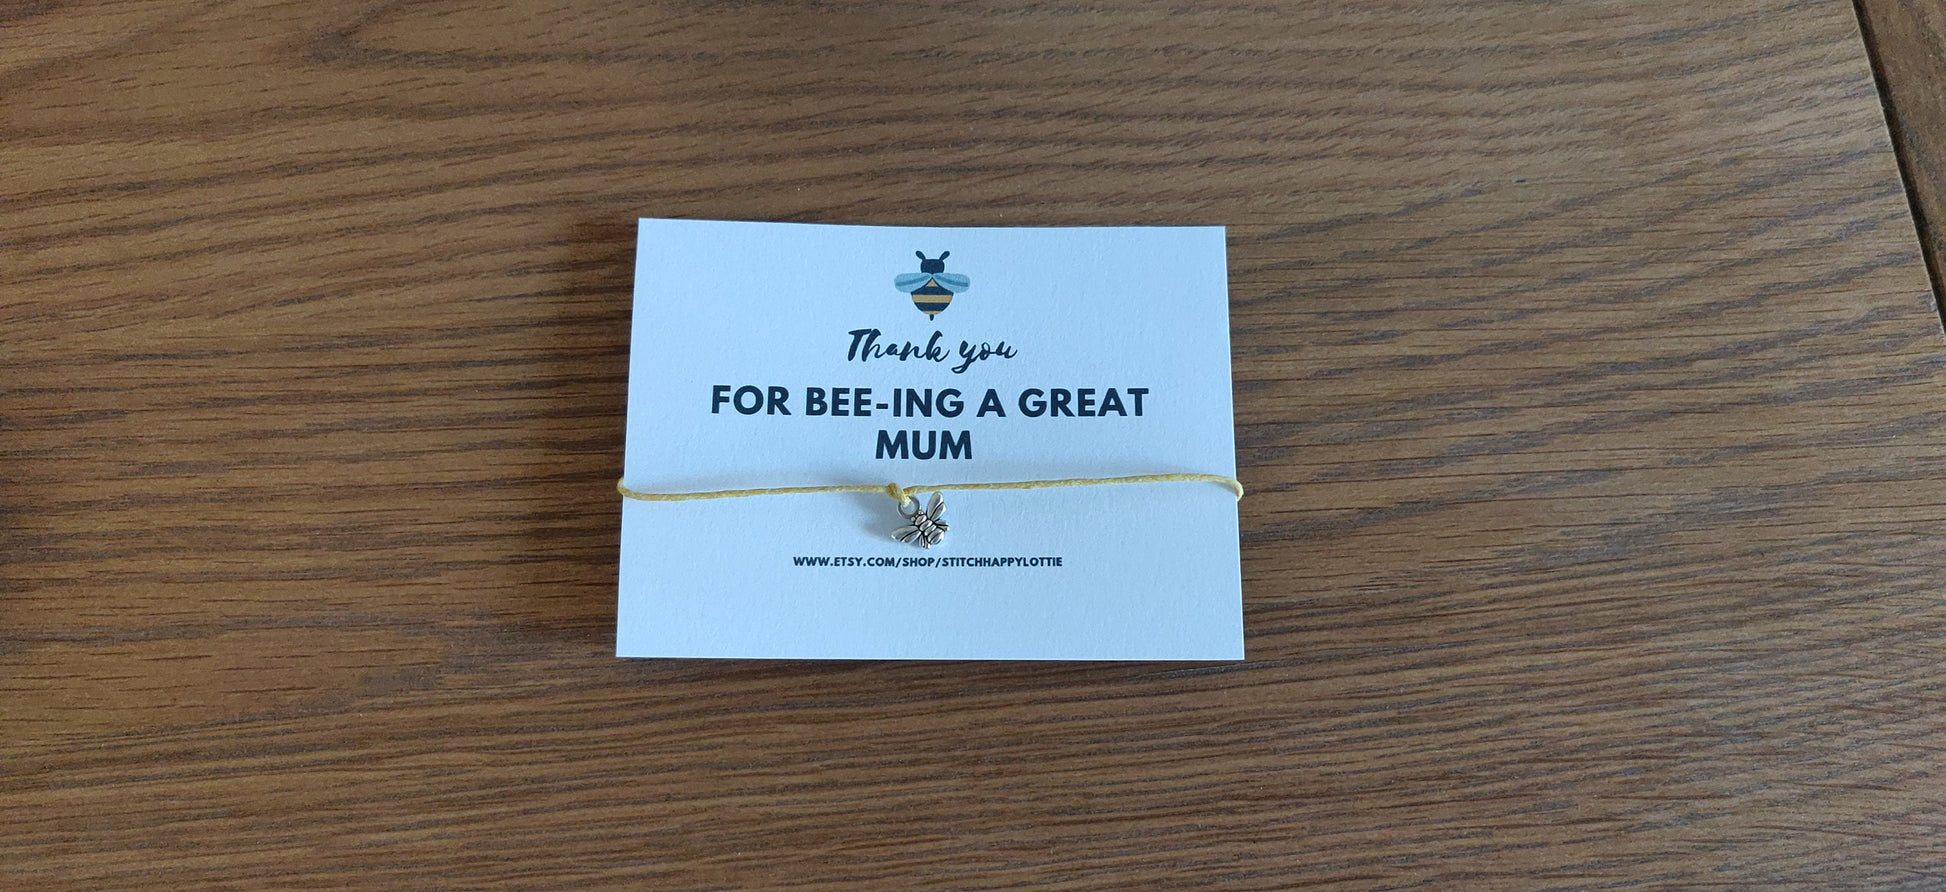 Thank you
FOR BEE-ING A GREAT
MUM
WWW.ETSY.COM/SHOP/STITCHHAPPYLOTTIE